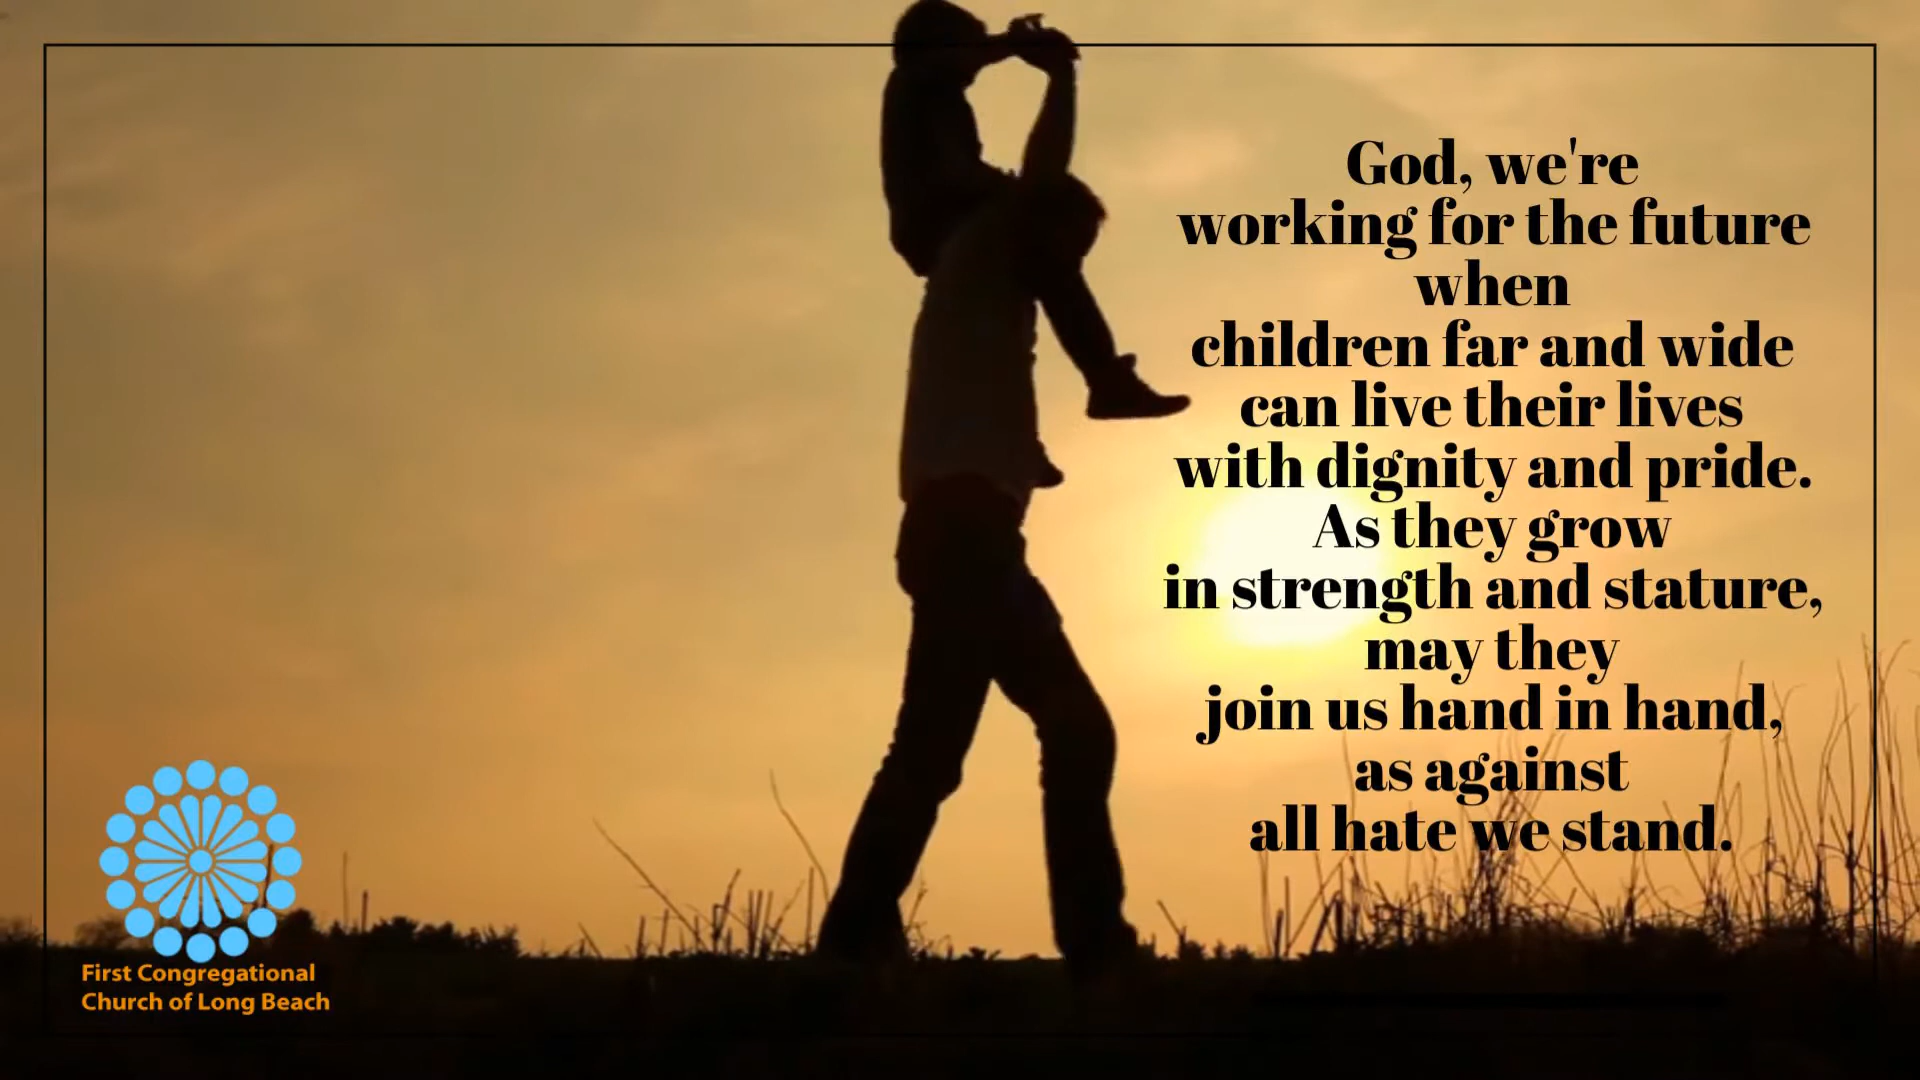 God, we're
working for the future
when
children far and wide
can live their lives
with dignity and pride.
As they grow
in strength and stature,
may they
join us hand in hand,
as against
all hate we stand.
First Congregational
Church of Long Beach